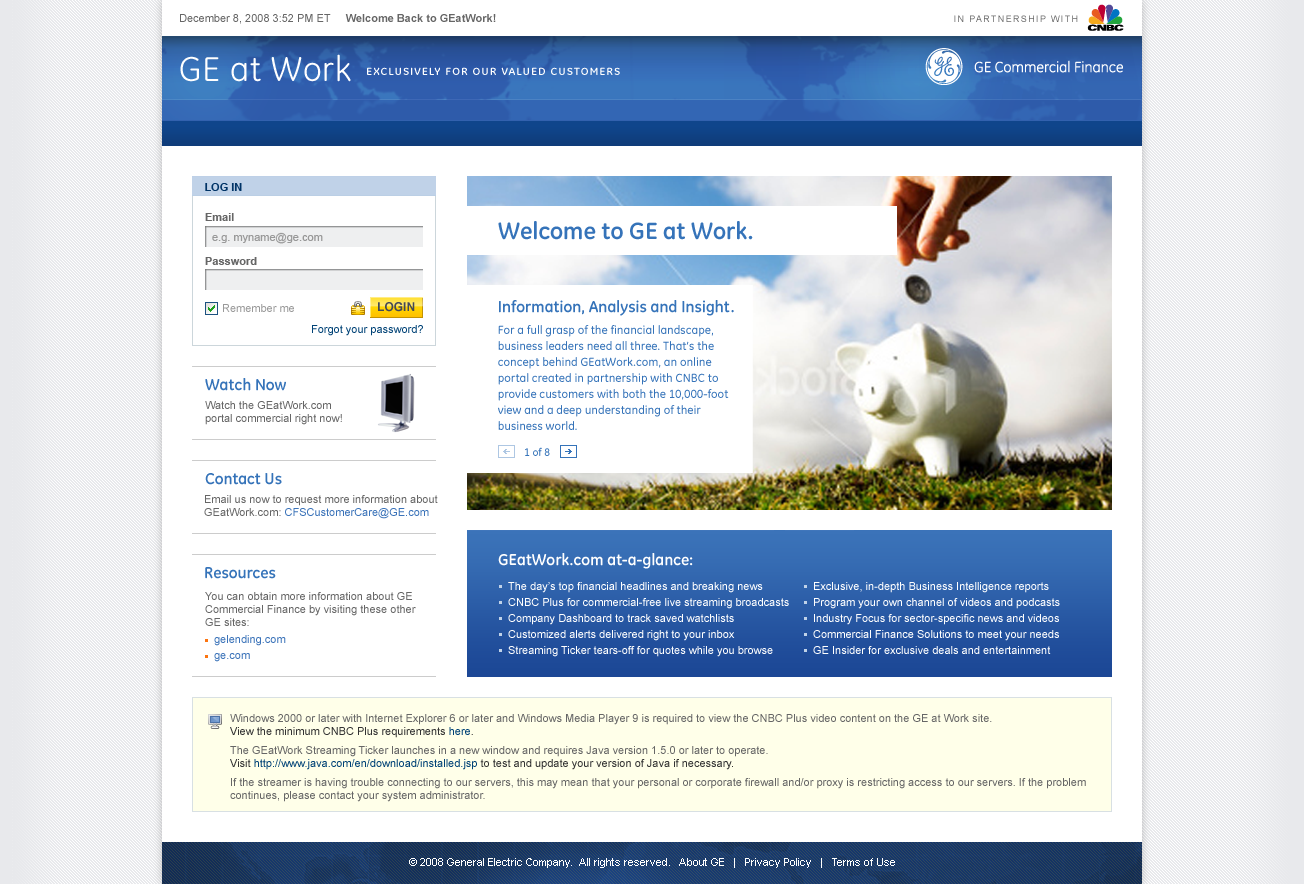 December 8, 2008 3:52 PM ET
Welcome Back to GEatWork!
IN PARTNERSHIP WITH
CNBC
GE at Work
EXCLUSIVELY FOR OUR VALUED CUSTOMERS
GE
GE Commercial Finance
LOG IN
Email
e.g. myname@ge.com
Password
Remember me
LOGIN
Forgot your password?
Watch Now
Watch the GEatWork.com
portal commercial right now!
Contact Us
Email us now to request more information about
GEatWork.com: CFSCustomerCare@GE.com
Resources
You can obtain more information about GE
Commercial Finance by visiting these other
GE sites:
gelending.com
ge.com
Welcome to GE at Work.
Information, Analysis and Insight.
For a full grasp of the financial landscape,
business leaders need all three. That's the
concept behind GEatWork.com, an online
portal created in partnership with CNBC to
provide customers with both the 10,000-foot
view and a deep understanding of their
business world.
1 of 8
GEatWork.com at-a-glance:
The day's top financial headlines and breaking news
CNBC Plus for commercial-free live streaming broadcasts
Company Dashboard to track saved watchlists
Customized alerts delivered right to your inbox
Streaming Ticker tears-off for quotes while you browse
Exclusive, in-depth Business Intelligence reports
Program your own channel of videos and podcasts
Industry Focus for sector-specific news and videos
Commercial Finance Solutions to meet your needs
GE Insider for exclusive deals and entertainment
Windows 2000 or later with Internet Explorer 6 or later and Windows Media Player 9 is required to view the CNBC Plus video content on the GE at Work site.
View the minimum CNBC Plus requirements here.
The GEatWork Streaming Ticker launches in a new window and requires Java version 1.5.0 or later to operate.
Visit http://www.java.com/en/download/installed.jsp to test and update your version of Java if necessary.
If the streamer is having trouble connecting to our servers, this may mean that your personal or corporate firewall and/or proxy is restricting access to our servers. If the problem
continues, please contact your system administrator.
© 2008 General Electric Company. All rights reserved. About GE | Privacy Policy | Terms of Use